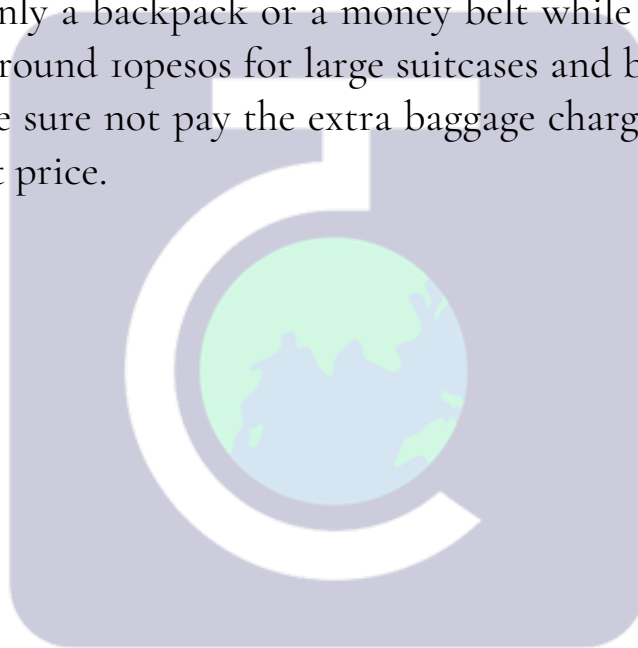 nly a backpack or a money belt while
round 10pesos for large suitcases and b
e sure not pay the extra baggage charg
t price.